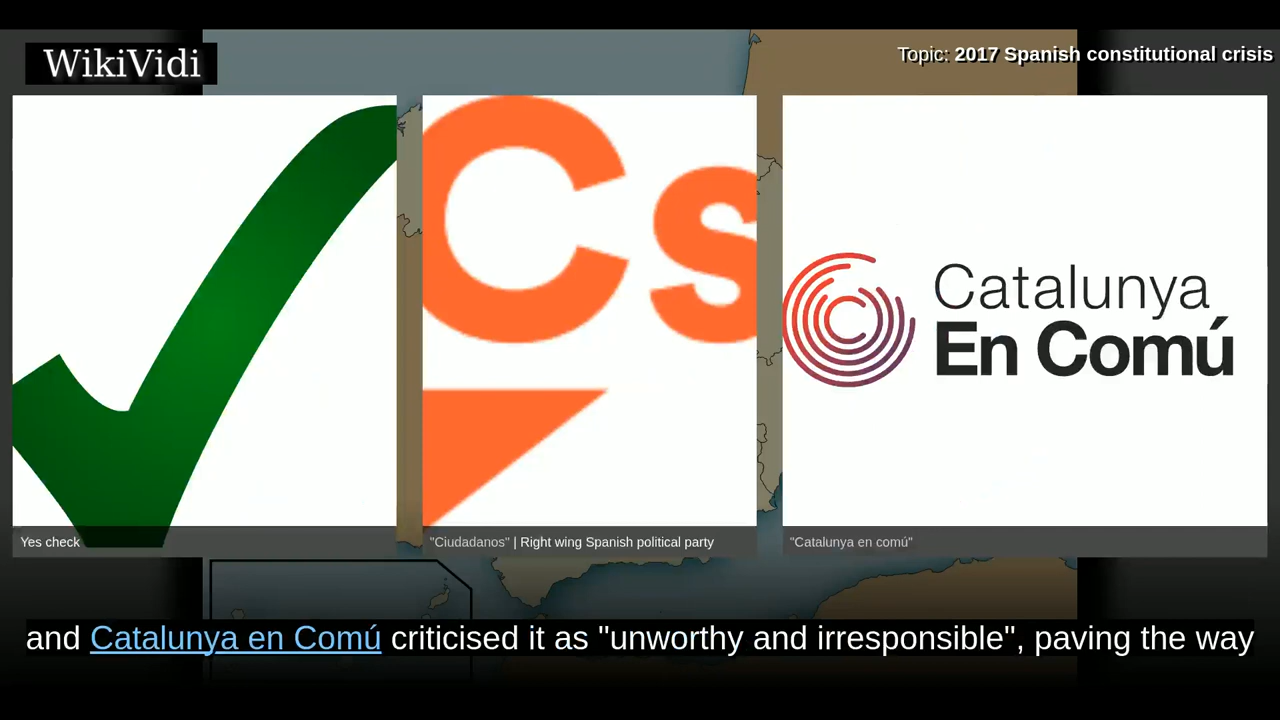 WikiVidi
Topic: 2017 Spanish constitutional crisis
Cs
Catalunya
En Comú
Yes check
"Ciudadanos" | Right wing Spanish political party
"Catalunya en comú"
and Catalunya en Comú criticised it as "unworthy and irresponsible", paving the way